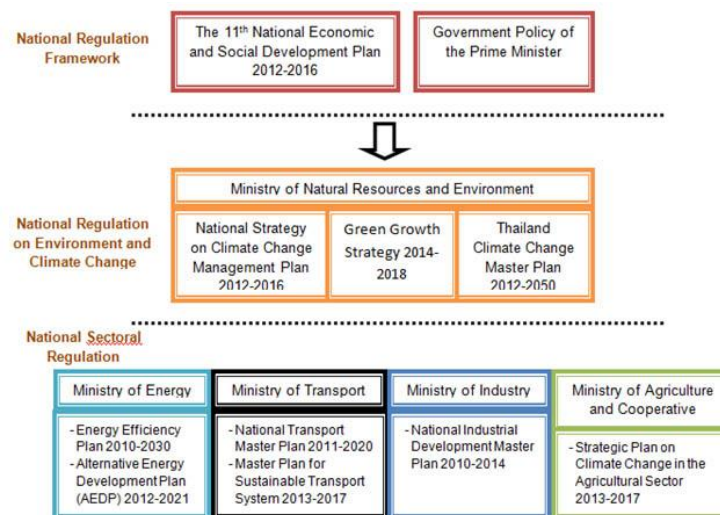 National Regulation
Framework
The 11th National Economic
and Social Development Plan
2012-2016
Government Policy of
the Prime Minister
National Regulation
on Environment and
Climate Change
Ministry of Natural Resources and Environment
National Strategy
on Climate Change
Management Plan
2012-2016
Green Growth
Strategy 2014-
2018
Thailand
Climate Change
Master Plan
2012-2050
National Sectoral
Regulation
Ministry of Energy
- Energy Efficiency
Plan 2010-2030
- Alternative Energy
Development Plan
(AEDP) 2012-2021
Ministry of Transport
- National Transport
Master Plan 2011-2020
- Master Plan for
Sustainable Transport
System 2013-2017
Ministry of Industry
- National Industrial
Development Master
Plan 2010-2014
Ministry of Agriculture
and Cooperative
- Strategic Plan on
Climate Change in the
Agricultural Sector
2013-2017